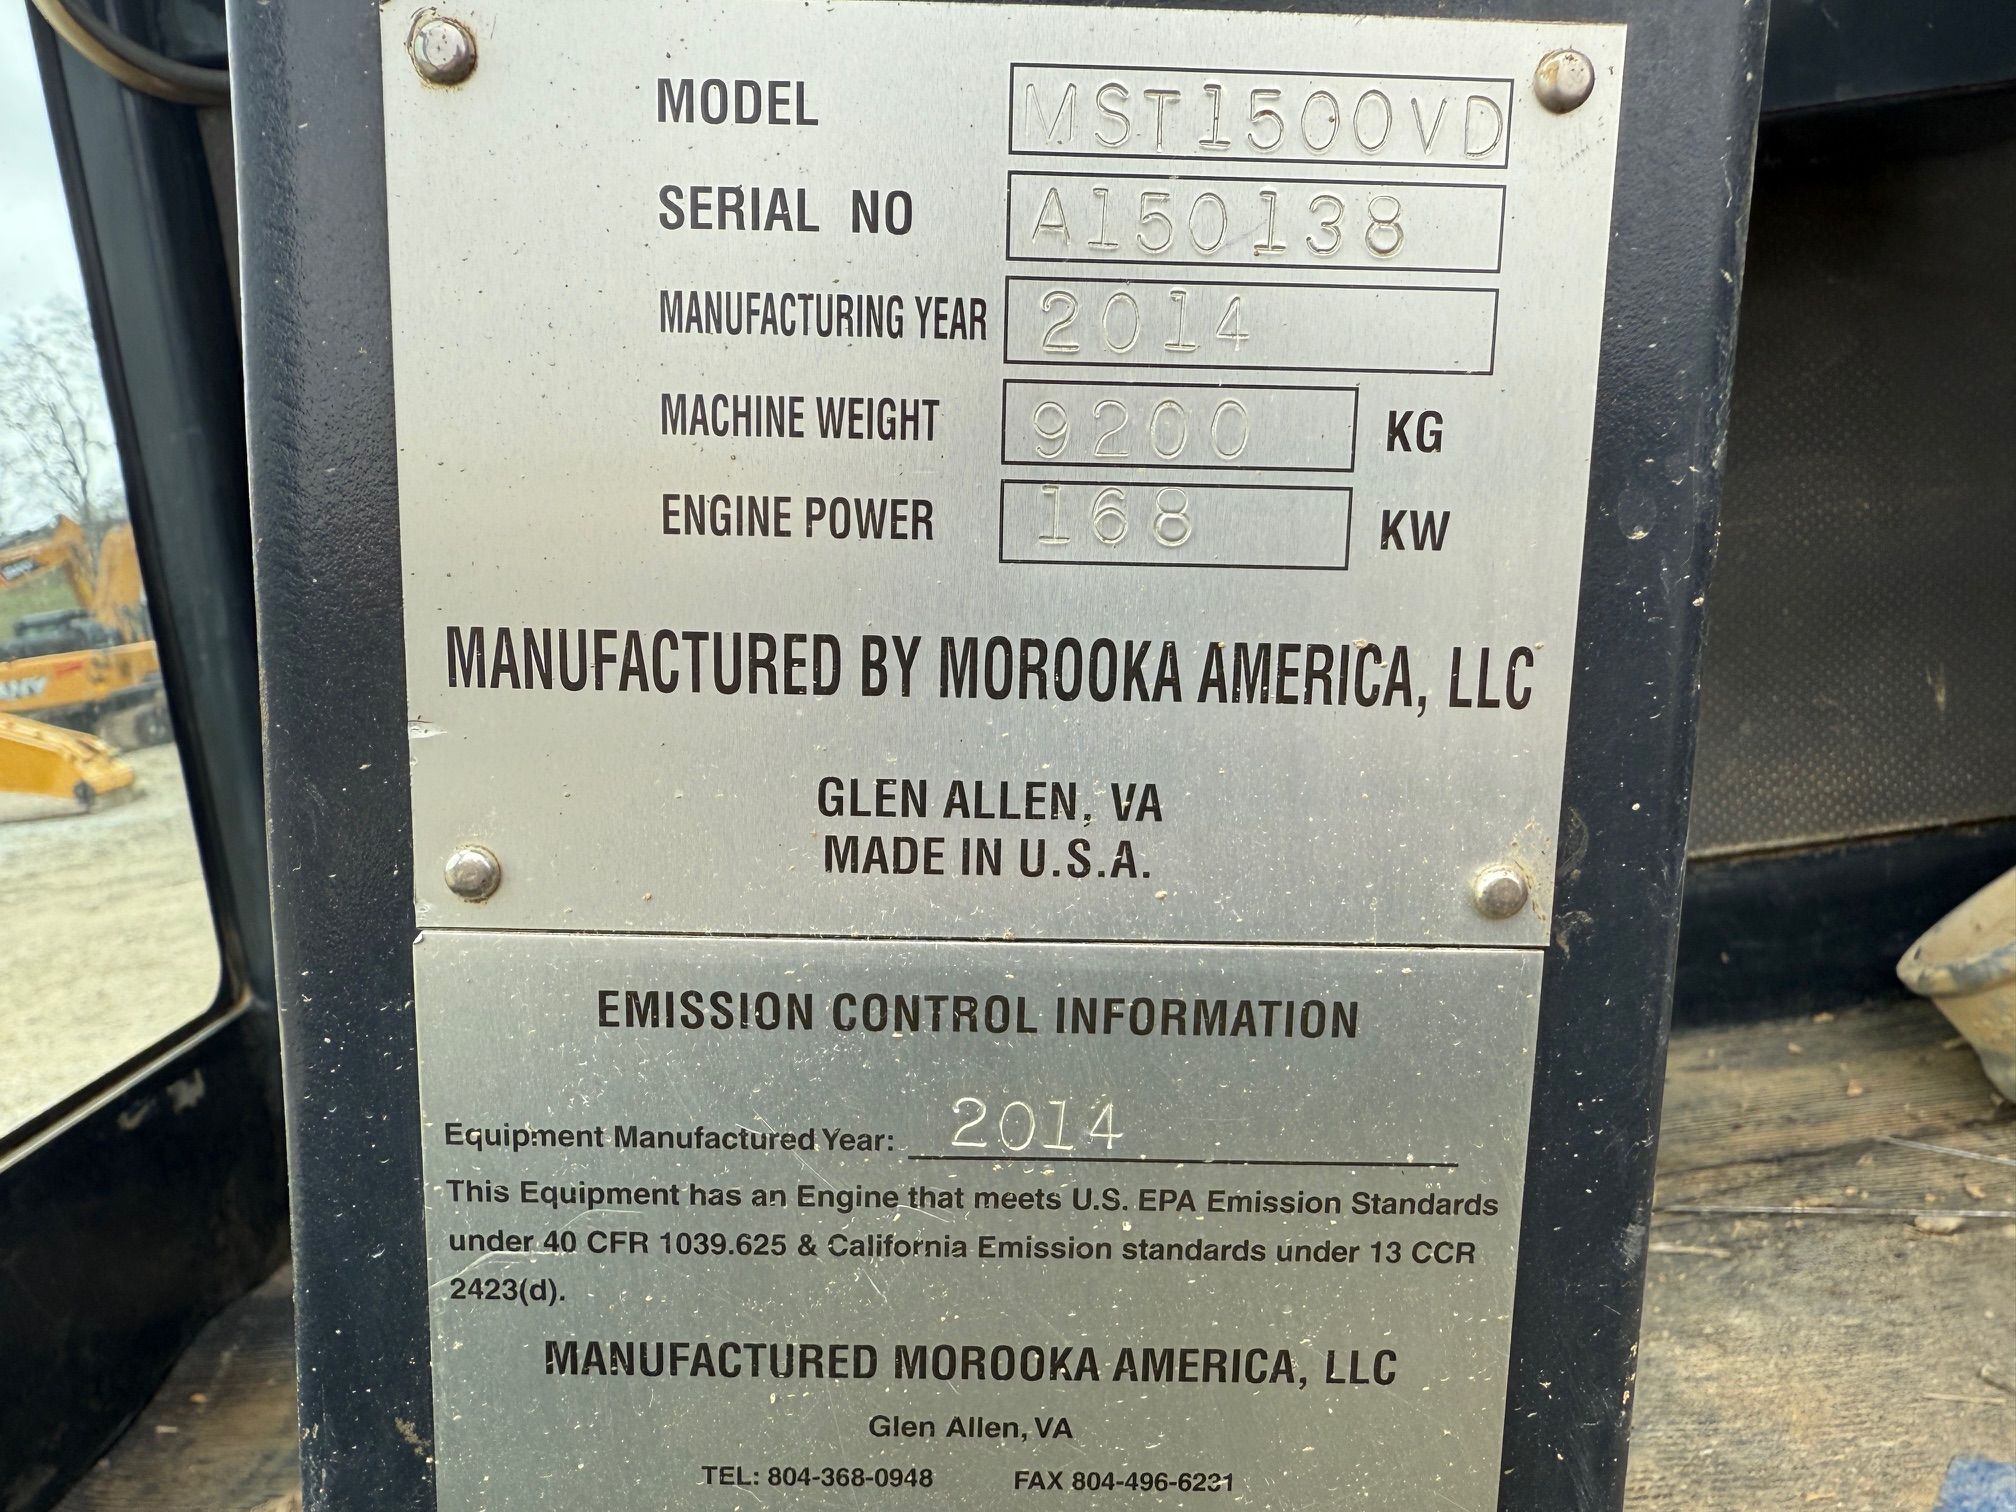 MODEL MST1500VD
SERIAL NO A150138
MANUFACTURING YEAR 2014
MACHINE WEIGHT 9200 KG
ENGINE POWER 168 KW
MANUFACTURED BY MOROOKA AMERICA, LLC
GLEN ALLEN, VA
MADE IN U.S.A.
EMISSION CONTROL INFORMATION
Equipment Manufactured Year: 2014
This Equipment has an Engine that meets U.S. EPA Emission Standards
under 40 CFR 1039.625 & California Emission standards under 13 CCR
2423(d).
MANUFACTURED MOROOKA AMERICA, LLC
Glen Allen, VA
TEL: 804-368-0948 FAX 804-496-6231